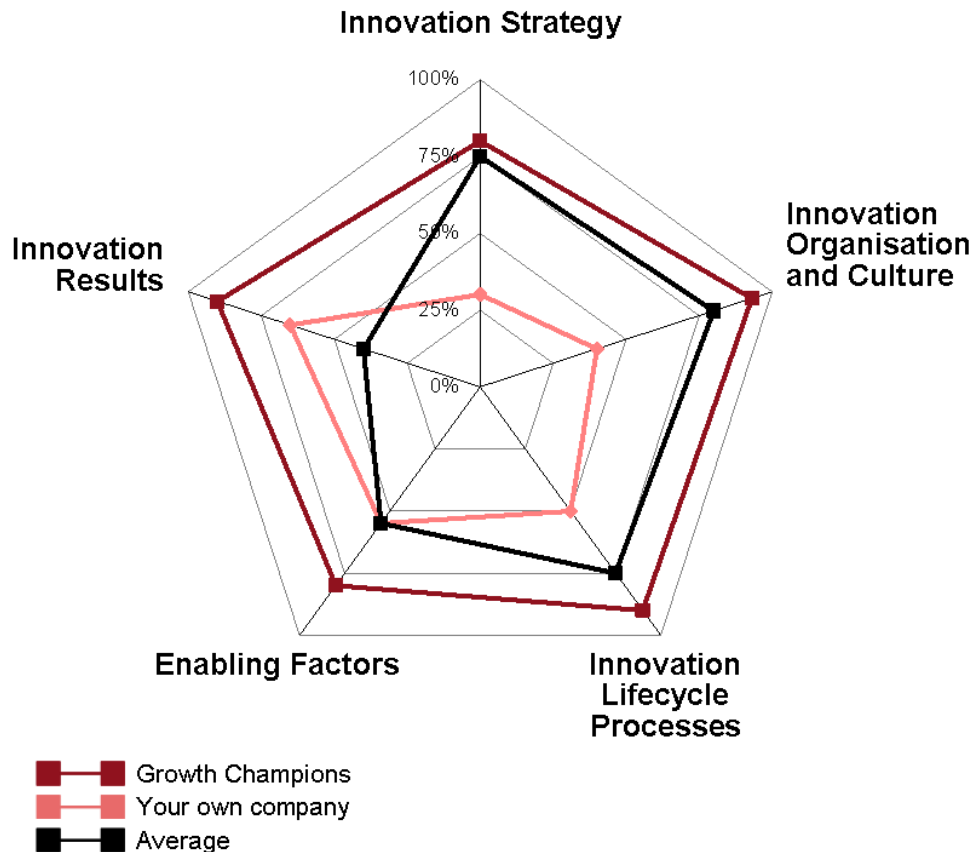 Innovation Strategy
100%
75%
50%
25%
0%
Innovation
Organisation
and Culture
Innovation
Results
Enabling Factors
Innovation
Lifecycle
Processes
Growth Champions
Your own company
Average